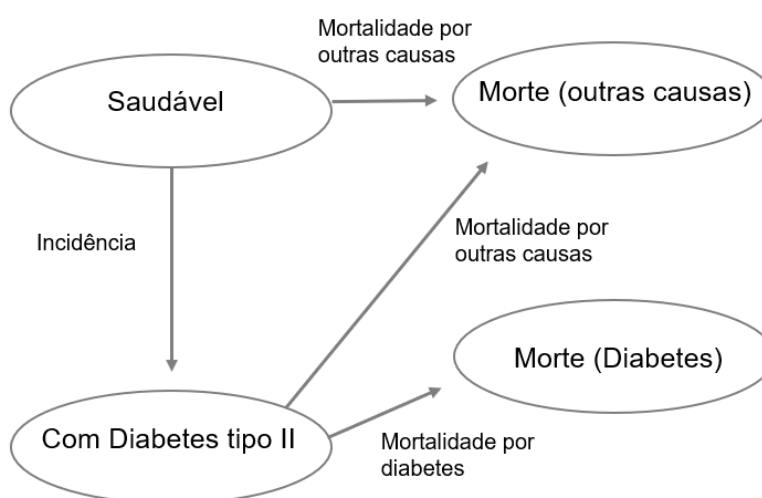 Mortalidade por
outras causas
Saudável
Morte (outras causas)
Incidência
Mortalidade por
outras causas
Morte (Diabetes)
Com Diabetes tipo II
Mortalidade por
diabetes